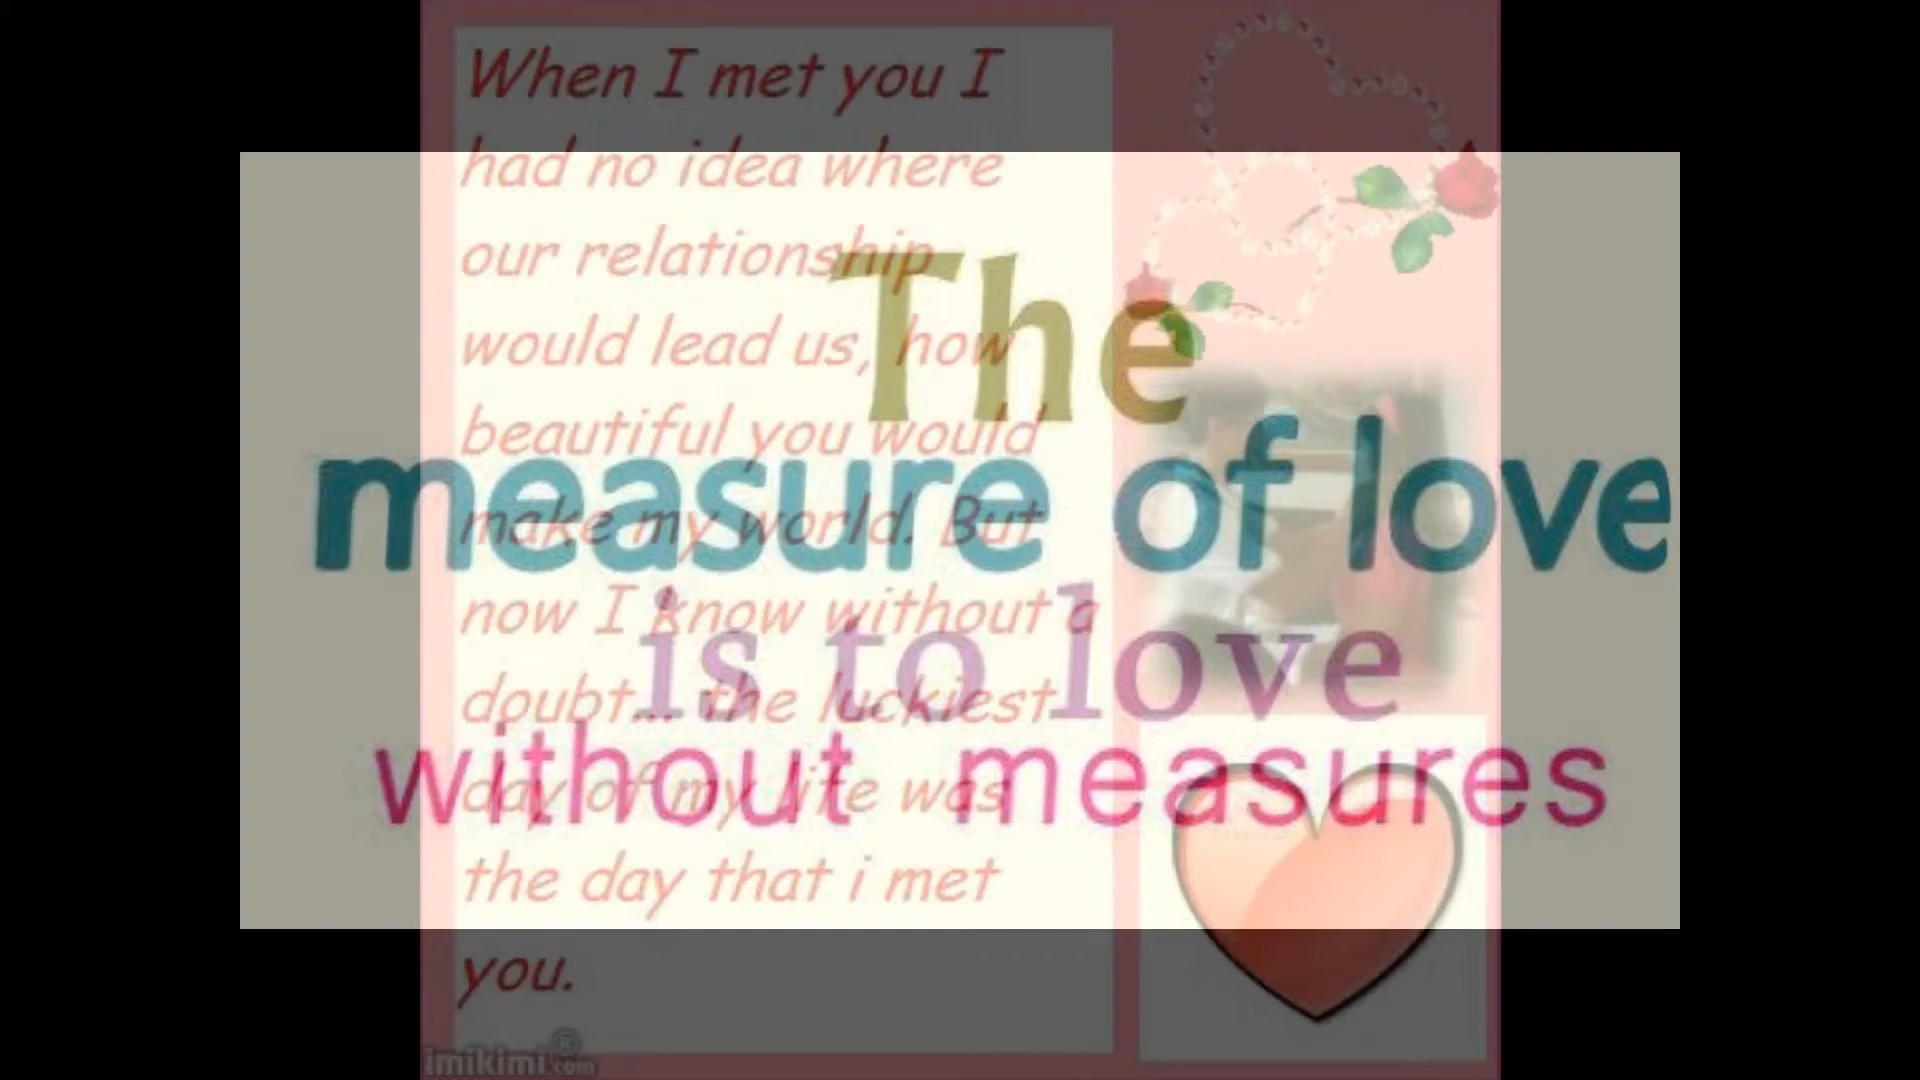 When I met you I
had no idea where
our relationship
would lead us, how
beautiful you would
make my world. But
now I know without a
doubt... the luckiest
day of my life was
the day that i met
you.
The
measure of love
is to love
without measures
imikimi®.com